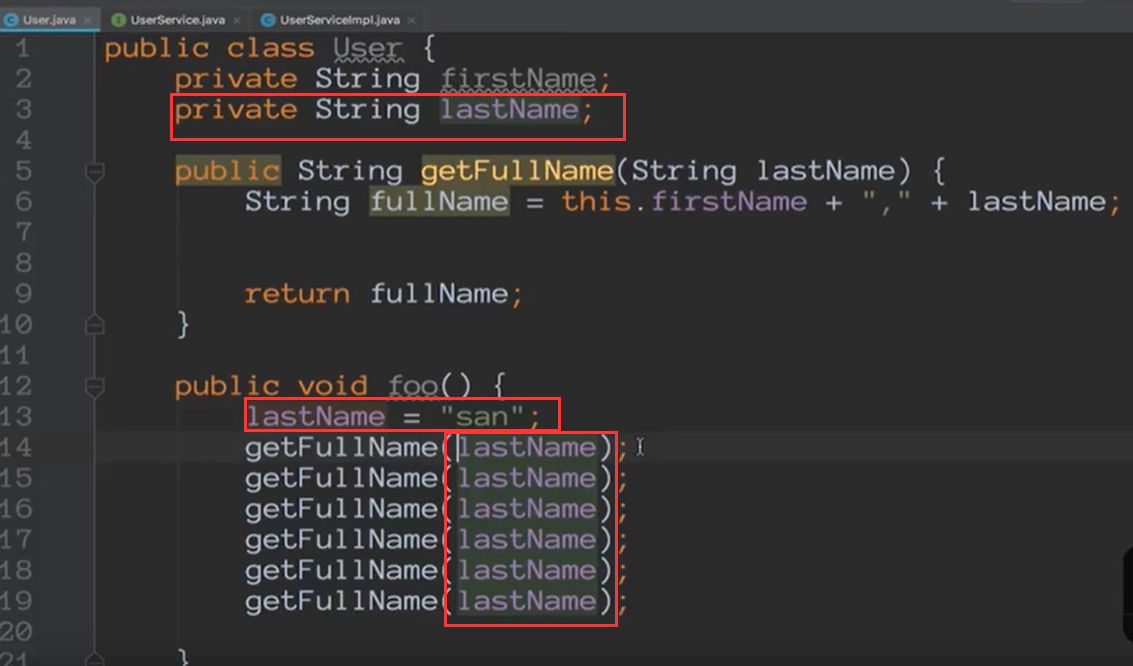 User.java × UserService.java × UserServiceImpl.java ×
1 public class User {
2 private String firstName;
3 private String lastName;
4
5 public String getFullName(String lastName) {
6 String fullName = this.firstName + "," + lastName;
7
8
9 return fullName;
10 }
11
12 public void foo() {
13 lastName = "san";
14 getFullName(lastName);
15 getFullName(lastName);
16 getFullName(lastName);
17 getFullName(lastName);
18 getFullName(lastName);
19 getFullName(lastName);
20
21 }